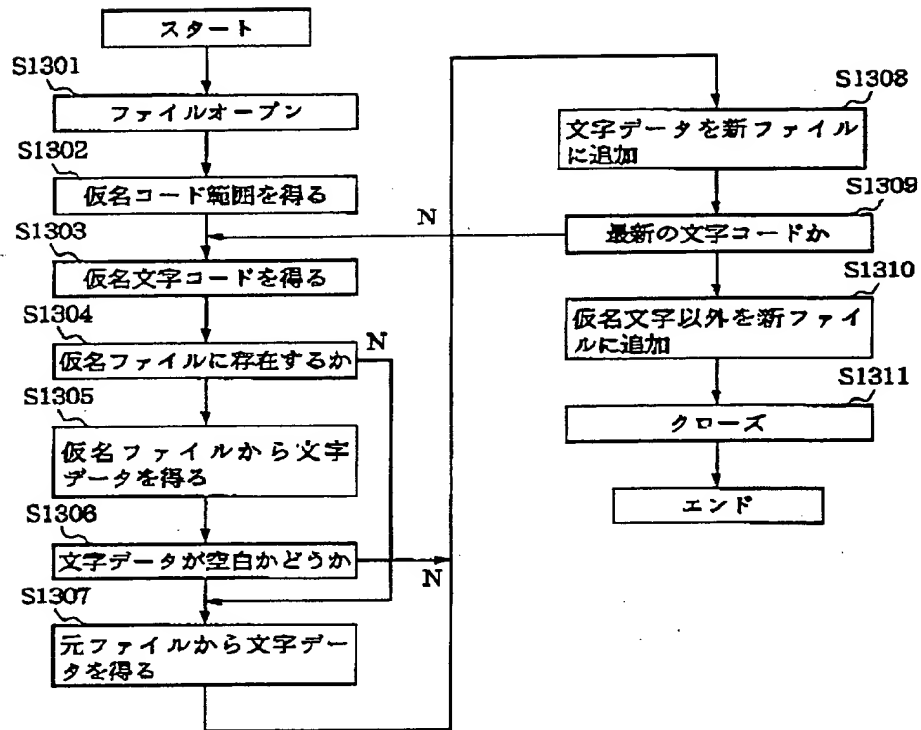 スタート
S1301
ファイルオープン
S1302
仮名コード範囲を得る
S1303
仮名文字コードを得る
S1304
仮名ファイルに存在するか
N
S1305
仮名ファイルから文字
データを得る
S1306
文字データが空白かどうか
N
S1307
元ファイルから文字デー
タを得る
S1308
文字データを新ファイル
に追加
S1309
最新の文字コードか
N
S1310
仮名文字以外を新ファイ
ルに追加
S1311
クローズ
エンド